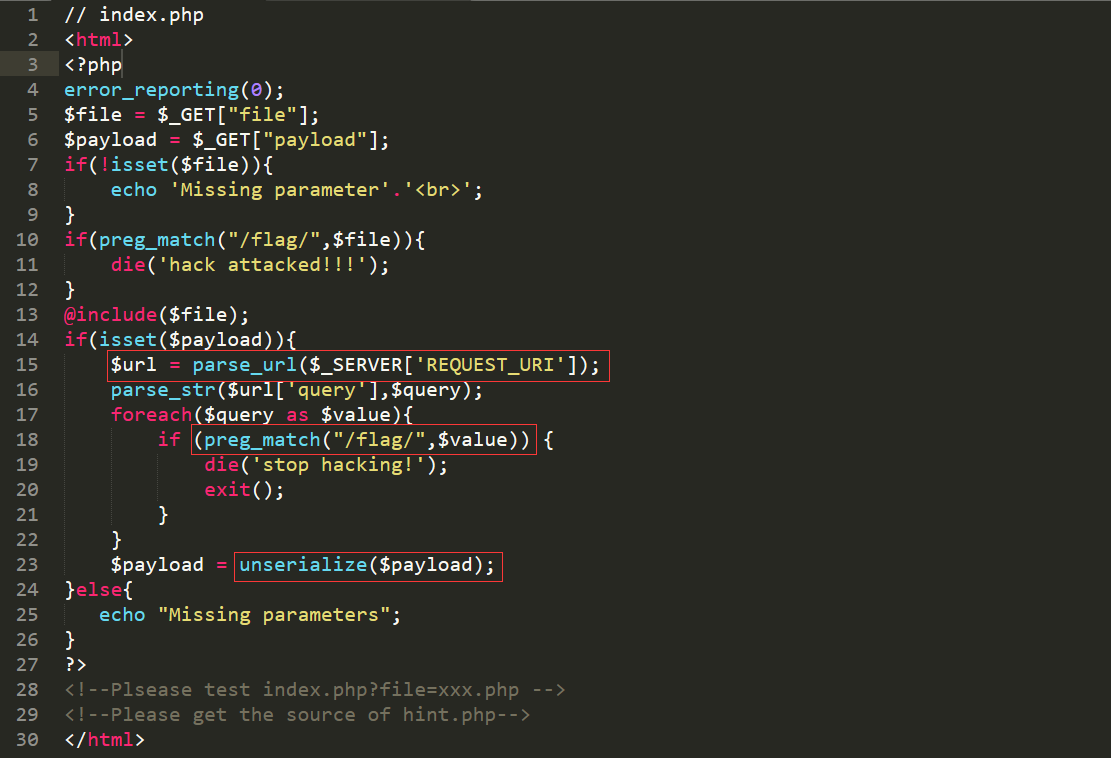 1 // index.php
2 <html>
3 <?php
4 error_reporting(0);
5 $file = $_GET["file"];
6 $payload = $_GET["payload"];
7 if(!isset($file)){
8     echo 'Missing parameter'.'<br>';
9 }
10 if(preg_match("/flag/",$file)){
11     die('hack attacked!!!');
12 }
13 @include($file);
14 if(isset($payload)){
15     $url = parse_url($_SERVER['REQUEST_URI']);
16     parse_str($url['query'],$query);
17     foreach($query as $value){
18         if (preg_match("/flag/",$value)) {
19             die('stop hacking!');
20             exit();
21         }
22     }
23     $payload = unserialize($payload);
24 }else{
25    echo "Missing parameters";
26 }
27 ?>
28 <!--Plsease test index.php?file=xxx.php -->
29 <!--Please get the source of hint.php-->
30 </html>